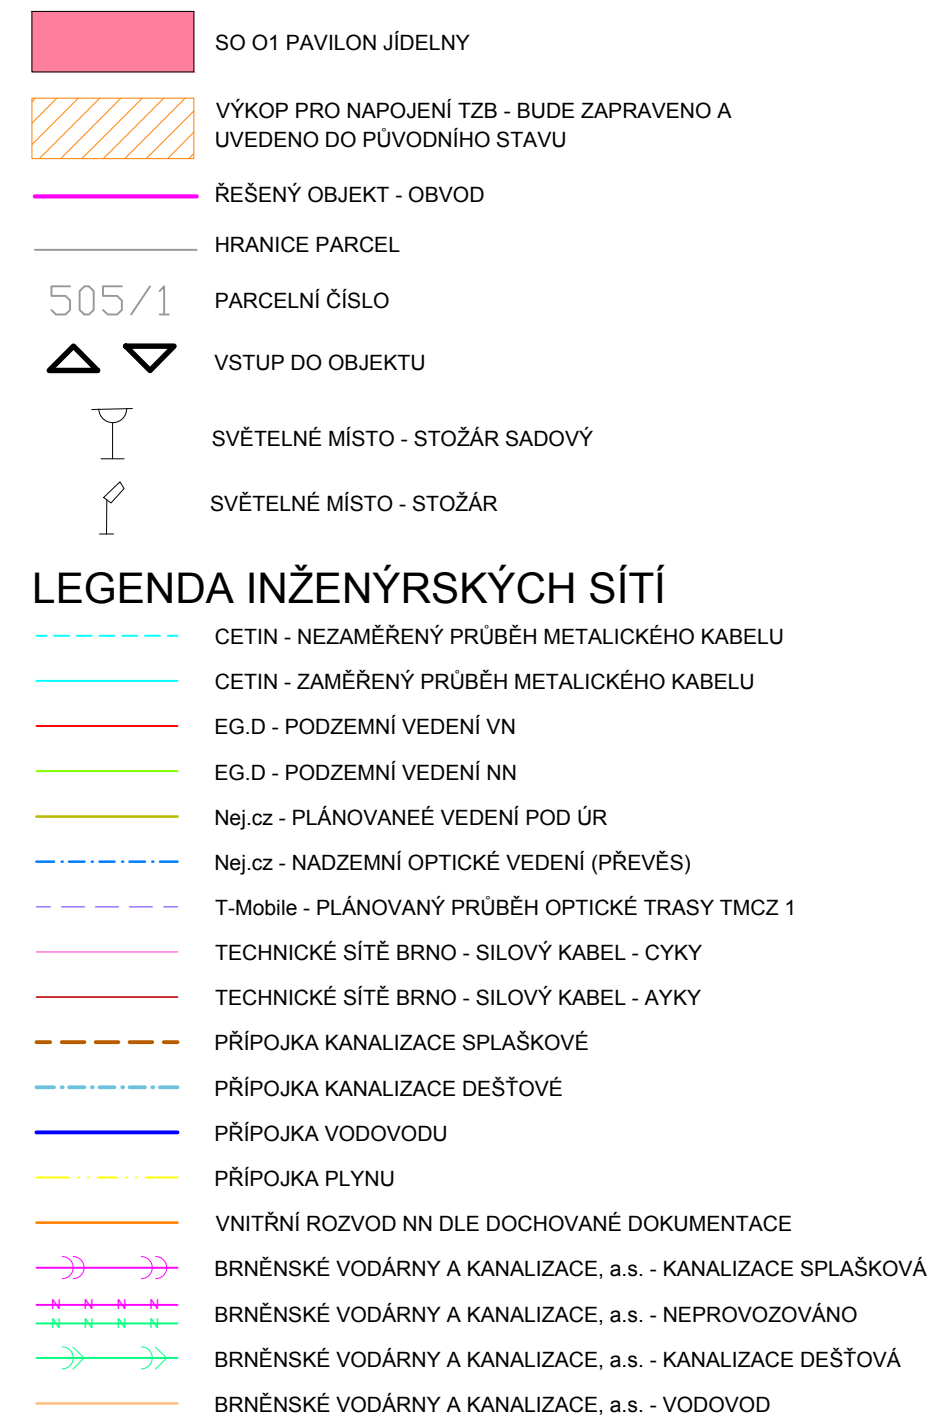 SO O1 PAVILON JÍDELNY
VÝKOP PRO NAPOJENÍ TZB - BUDE ZAPRAVENO A
UVEDENO DO PŮVODNÍHO STAVU
ŘEŠENÝ OBJEKT - OBVOD
HRANICE PARCEL
505/1 PARCELNÍ ČÍSLO
VSTUP DO OBJEKTU
SVĚTELNÉ MÍSTO - STOŽÁR SADOVÝ
SVĚTELNÉ MÍSTO - STOŽÁR
LEGENDA INŽENÝRSKÝCH SÍTÍ
CETIN - NEZAMĚŘENÝ PRŮBĚH METALICKÉHO KABELU
CETIN - ZAMĚŘENÝ PRŮBĚH METALICKÉHO KABELU
EG.D - PODZEMNÍ VEDENÍ VN
EG.D - PODZEMNÍ VEDENÍ NN
Nej.cz - PLÁNOVANEÉ VEDENÍ POD ÚR
Nej.cz - NADZEMNÍ OPTICKÉ VEDENÍ (PŘEVĚS)
T-Mobile - PLÁNOVANÝ PRŮBĚH OPTICKÉ TRASY TMCZ 1
TECHNICKÉ SÍTĚ BRNO - SILOVÝ KABEL - CYKY
TECHNICKÉ SÍTĚ BRNO - SILOVÝ KABEL - AYKY
PŘÍPOJKA KANALIZACE SPLAŠKOVÉ
PŘÍPOJKA KANALIZACE DEŠŤOVÉ
PŘÍPOJKA VODOVODU
PŘÍPOJKA PLYNU
VNITŘNÍ ROZVOD NN DLE DOCHOVANÉ DOKUMENTACE
BRNĚNSKÉ VODÁRNY A KANALIZACE, a.s. - KANALIZACE SPLAŠKOVÁ
N N N N
N N N N
BRNĚNSKÉ VODÁRNY A KANALIZACE, a.s. - NEPROVOZOVÁNO
BRNĚNSKÉ VODÁRNY A KANALIZACE, a.s. - KANALIZACE DEŠŤOVÁ
BRNĚNSKÉ VODÁRNY A KANALIZACE, a.s. - VODOVOD